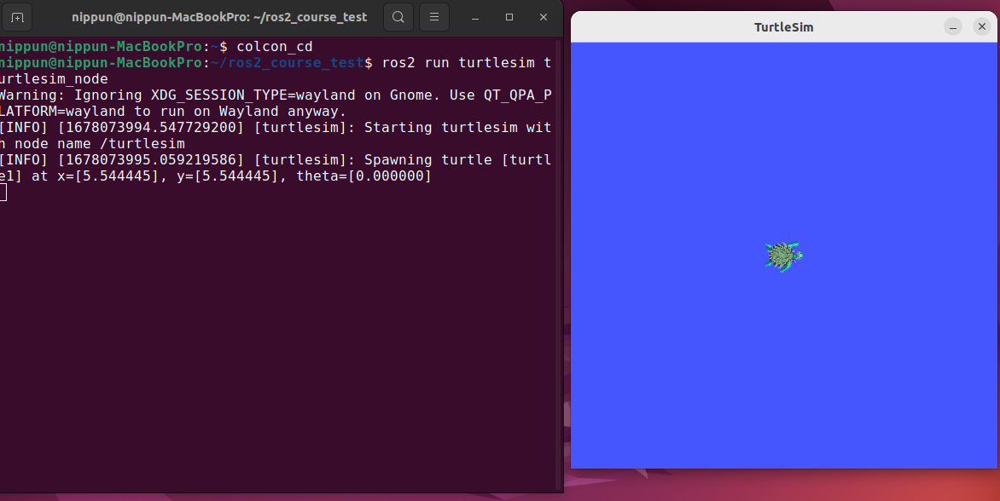 nippun@nippun-MacBookPro: ~/ros2_course_test
nippun@nippun-MacBookPro:~$ colcon_cd
nippun@nippun-MacBookPro:~/ros2_course_test$ ros2 run turtlesim t
urtlesim_node
Warning: Ignoring XDG_SESSION_TYPE=wayland on Gnome. Use QT_QPA_P
LATFORM=wayland to run on Wayland anyway.
[INFO] [1678073994.547729200] [turtlesim]: Starting turtlesim wit
h node name /turtlesim
[INFO] [1678073995.059219586] [turtlesim]: Spawning turtle [turtl
e1] at x=[5.544445], y=[5.544445], theta=[0.000000]
TurtleSim